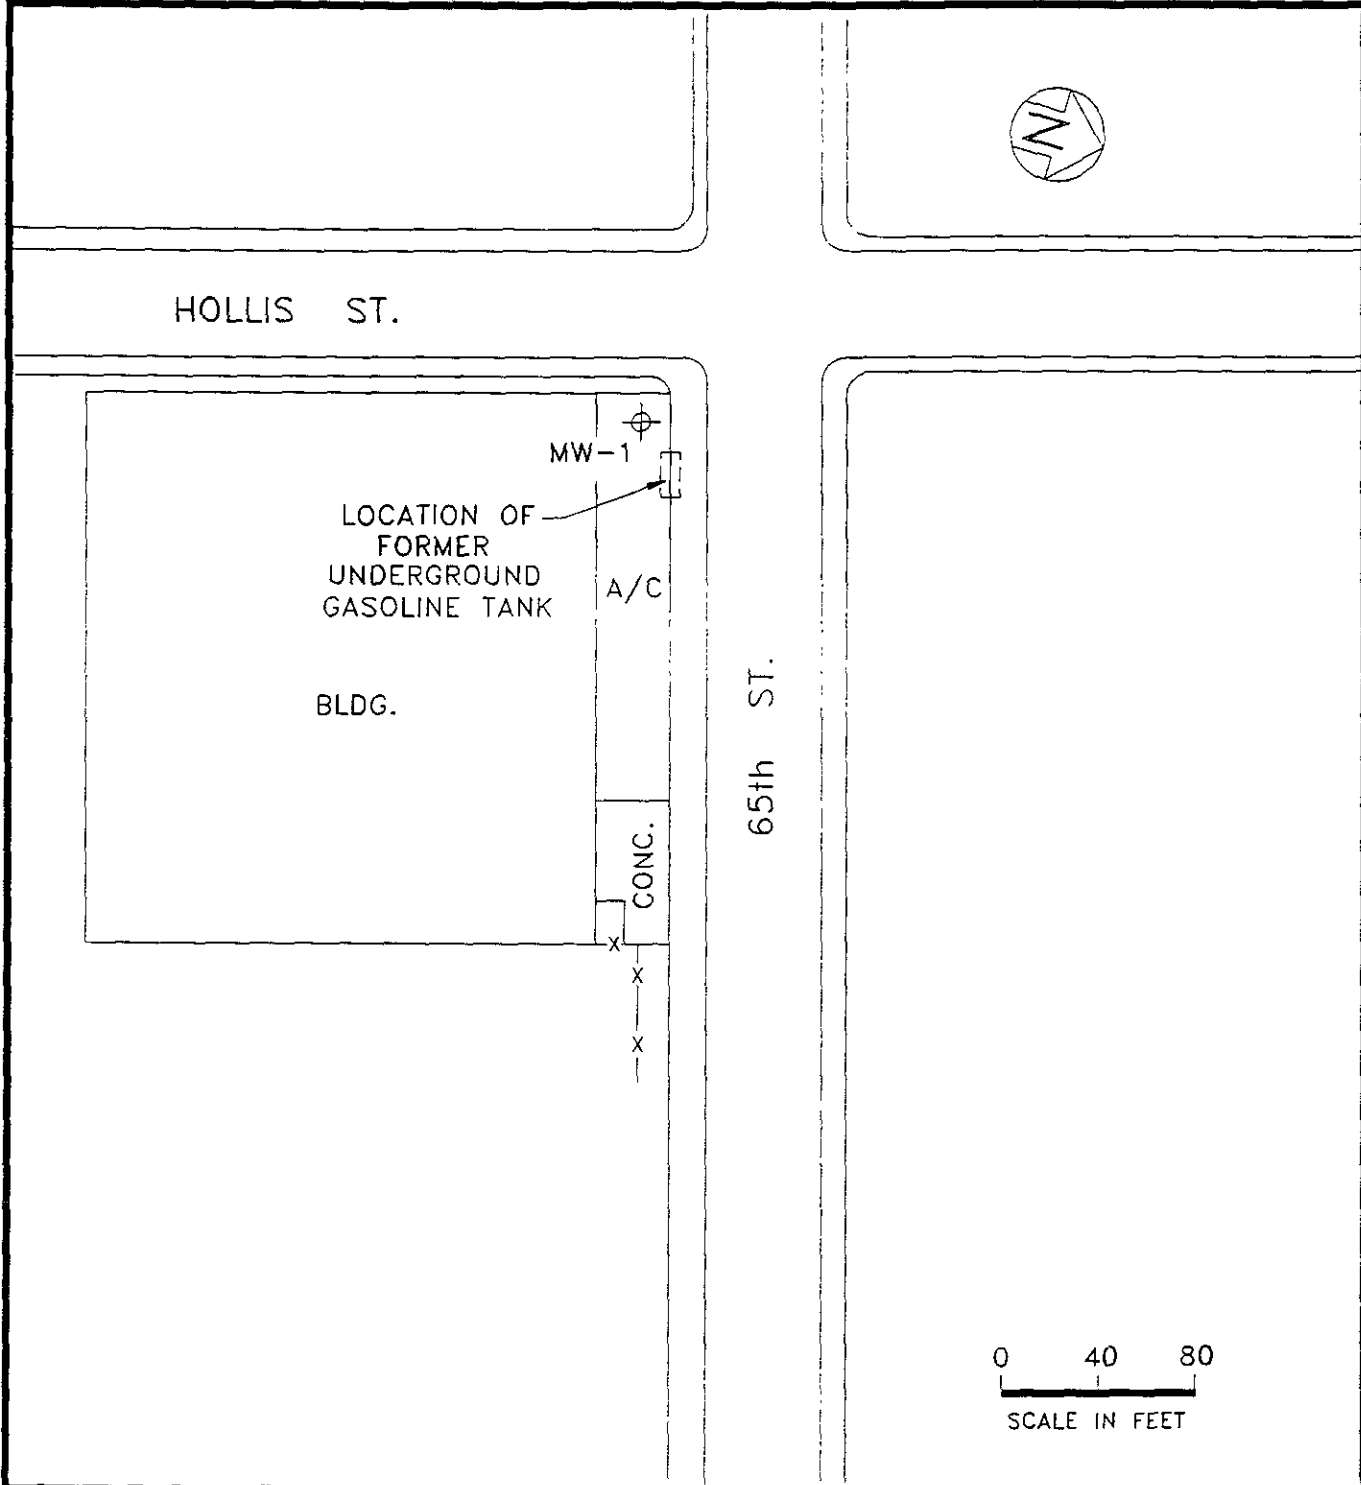 N
HOLLIS ST.
MW-1
LOCATION OF
FORMER
UNDERGROUND
GASOLINE TANK
A/C
BLDG.
65th ST.
CONC.
X
X
X
0 40 80
SCALE IN FEET